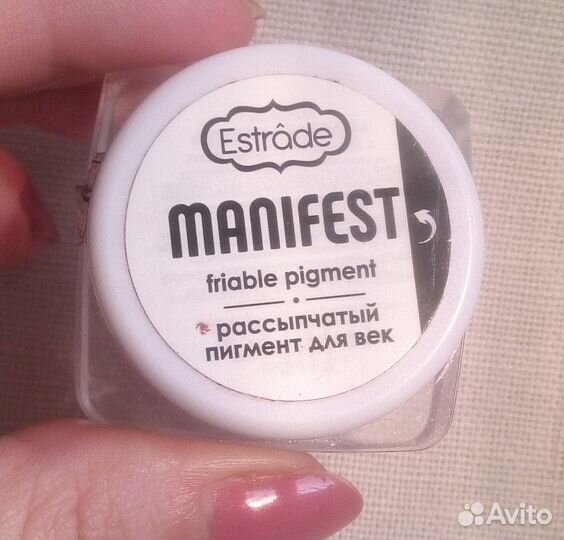 Estrâde
MANIFEST
friable pigment
рассыпчатый
пигмент для век
Avito